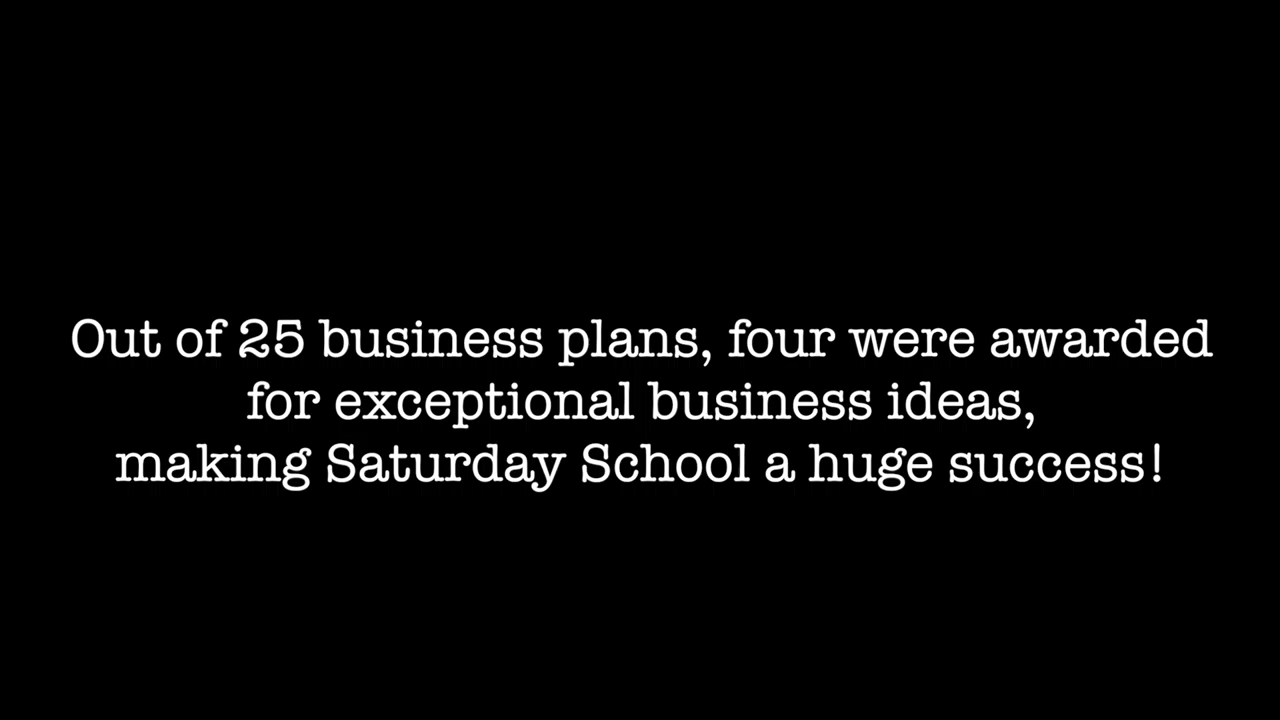 Out of 25 business plans, four were awarded
for exceptional business ideas,
making Saturday School a huge success!